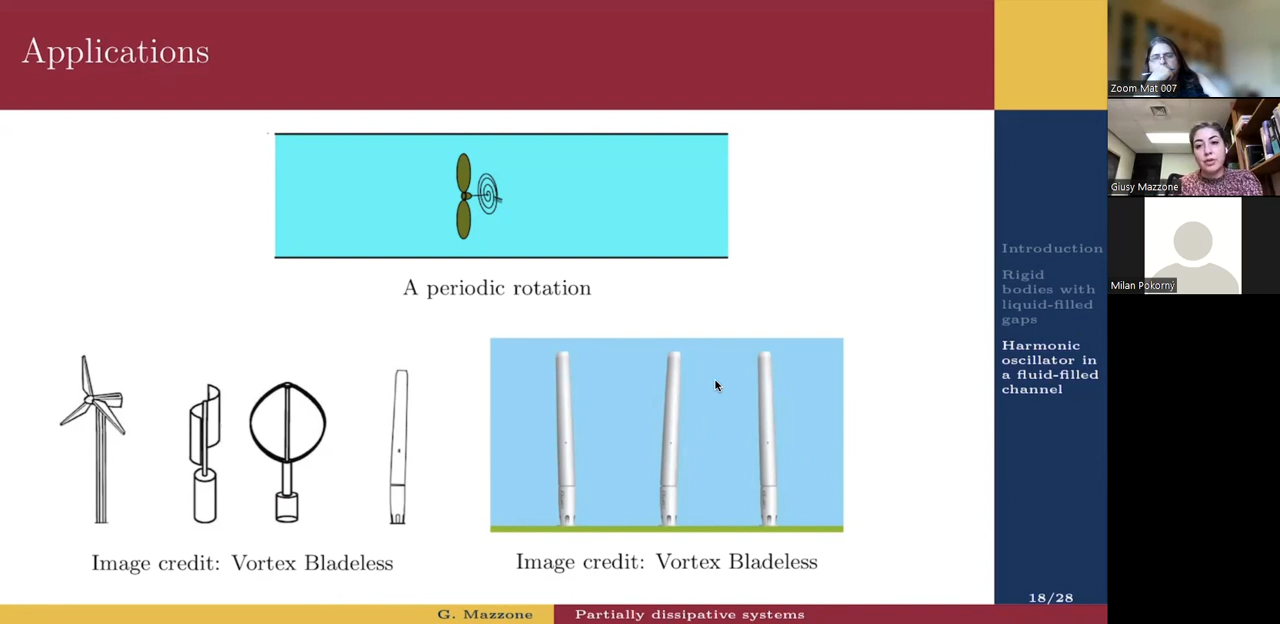 Applications
A periodic rotation
Image credit: Vortex Bladeless
Image credit: Vortex Bladeless
G. Mazzone
Partially dissipative systems
Introduction
Rigid
bodies with
liquid-filled
gaps
Harmonic
oscillator in
a fluid-filled
channel
18/28
Zoom Mat 007
Giusy Mazzone
Milan Pokorný